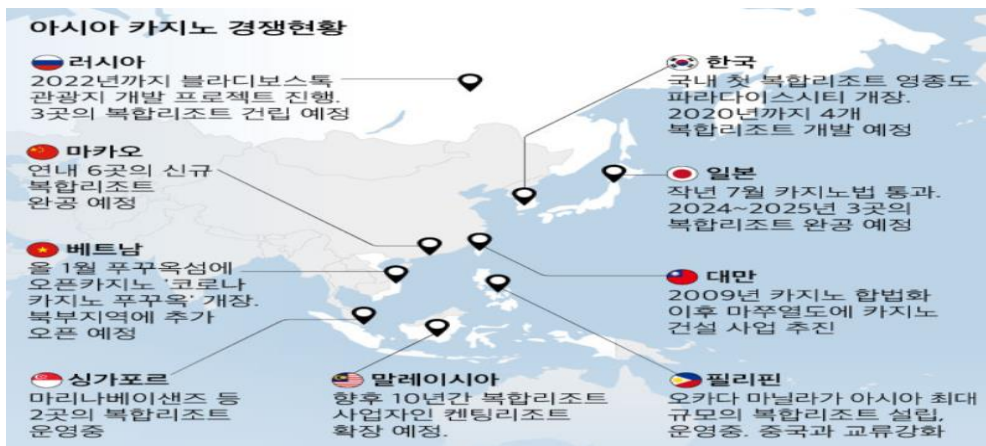 아시아 카지노 경쟁현황
러시아
2022년까지 블라디보스톡
관광지 개발 프로젝트 진행.
3곳의 복합리조트 건립 예정
마카오
연내 6곳의 신규
복합리조트
완공 예정
베트남
올 1월 푸꾸옥섬에
오픈카지노 '코로나
카지노 푸꾸옥' 개장.
북부지역에 추가
오픈 예정
싱가포르
마리나베이샌즈 등
2곳의 복합리조트
운영중
말레이시아
향후 10년간 복합리조트
사업자인 켄팅리조트
확장 예정.
한국
국내 첫 복합리조트 영종도
파라다이스시티 개장.
2020년까지 4개
복합리조트 개발 예정
일본
작년 7월 카지노법 통과.
2024~2025년 3곳의
복합리조트 완공 예정
대만
2009년 카지노 합법화
이후 마쭈열도에 카지노
건설 사업 추진
필리핀
오카다 마닐라가 아시아 최대
규모의 복합리조트 설립,
운영중. 중국과 교류강화